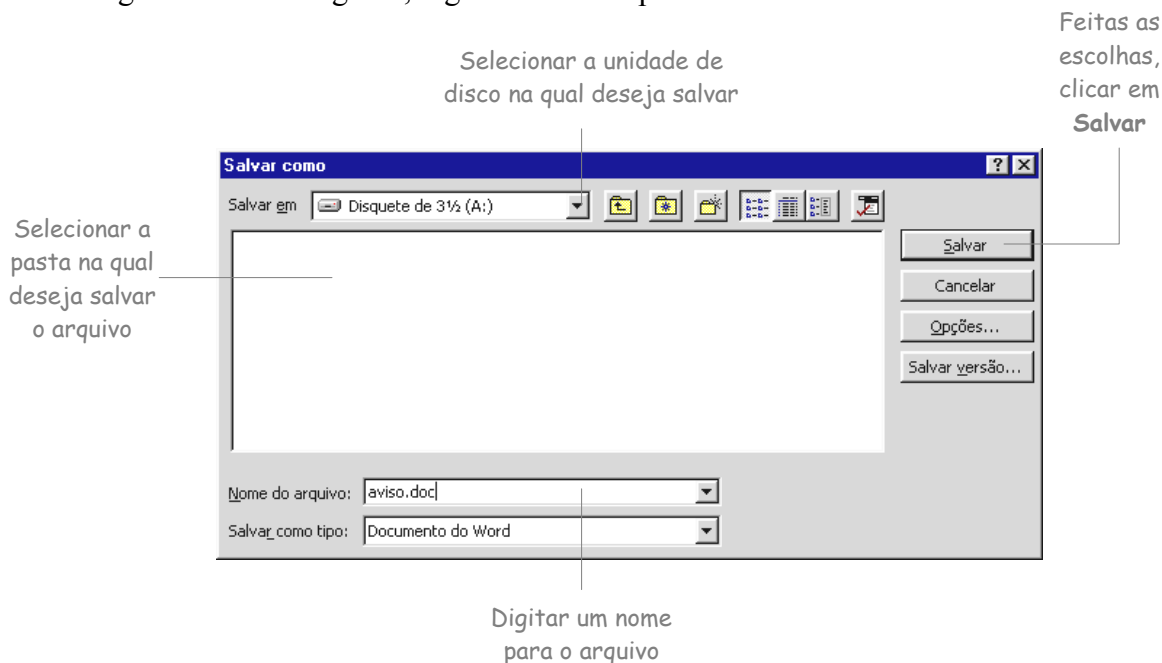 Feitas as
escolhas,
clicar em
Salvar
Selecionar a unidade de
disco na qual deseja salvar
Salvar como
Salvar em Disquete de 3½ (A:)
Selecionar a
pasta na qual
deseja salvar
o arquivo
Salvar
Cancelar
Opções...
Salvar versão...
Nome do arquivo: aviso.doc
Salvar como tipo: Documento do Word
Digitar um nome
para o arquivo